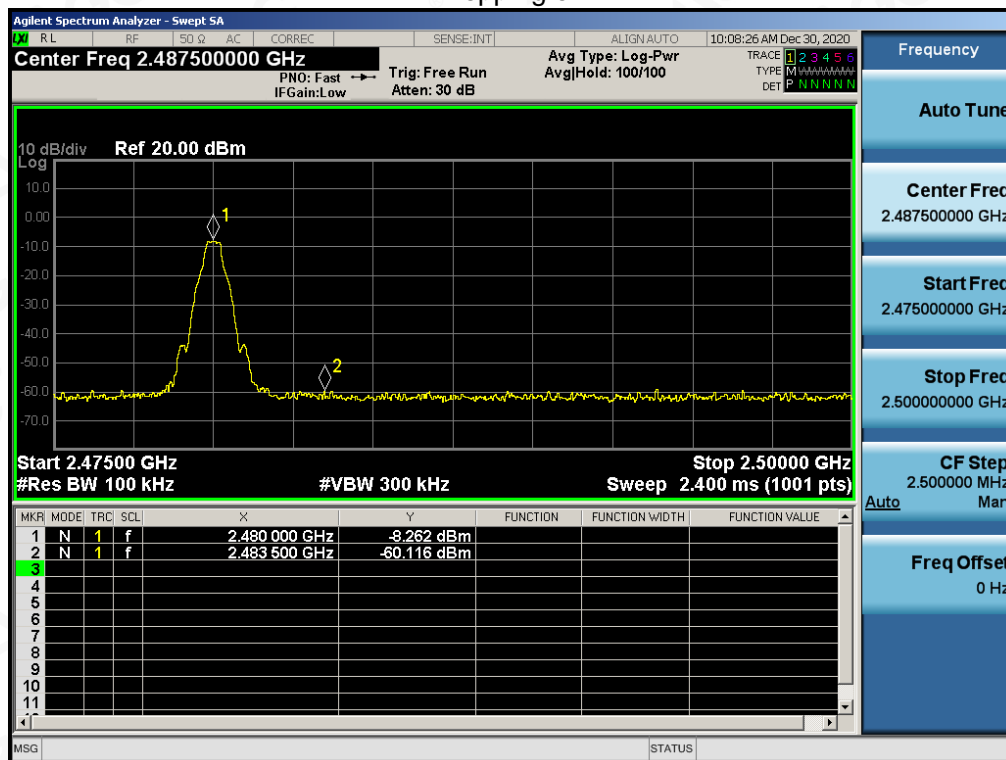 Agilent Spectrum Analyzer - Swept SA
LXI RL RF 50 Ω AC CORREC SENSE:INT ALIGN AUTO 10:08:26 AM Dec 30, 2020
Center Freq 2.487500000 GHz
Avg Type: Log-Pwr
TRACE 1 2 3 4 5 6
PNO: Fast Trig: Free Run Avg|Hold: 100/100
TYPE M WWWWW
IFGain:Low Atten: 30 dB
DET P N N N N N
10 dB/div Ref 20.00 dBm
Log
10.0
0.00
-10.0
-20.0
-30.0
-40.0
-50.0
-60.0
-70.0
1
2
Start 2.47500 GHz Stop 2.50000 GHz
#Res BW 100 kHz #VBW 300 kHz Sweep 2.400 ms (1001 pts)
MKR MODE TRC SCL X Y FUNCTION FUNCTION WIDTH FUNCTION VALUE
1 N 1 f 2.480 000 GHz -8.262 dBm
2 N 1 f 2.483 500 GHz -60.116 dBm
3
4
5
6
7
8
9
10
11
MSG STATUS
Frequency
Auto Tune
Center Freq
2.487500000 GHz
Start Freq
2.475000000 GHz
Stop Freq
2.500000000 GHz
CF Step
2.500000 MHz
Auto Man
Freq Offset
0 Hz